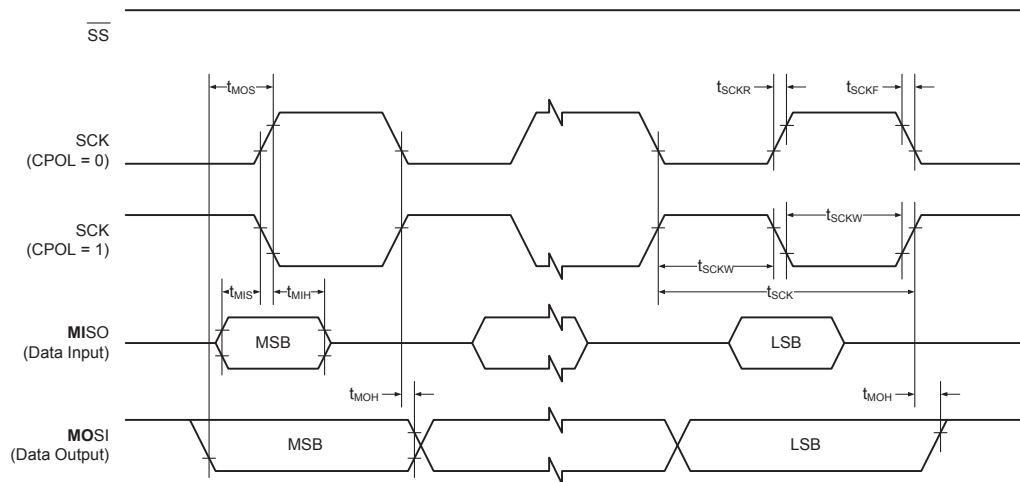 SS
tMOS
tSCKR
tSCKF
SCK
(CPOL = 0)
SCK
(CPOL = 1)
tSCKW
tSCKW
tSCK
tMIS
tMIH
MISO
(Data Input)
MSB
LSB
tMOH
tMOH
MOSI
(Data Output)
MSB
LSB